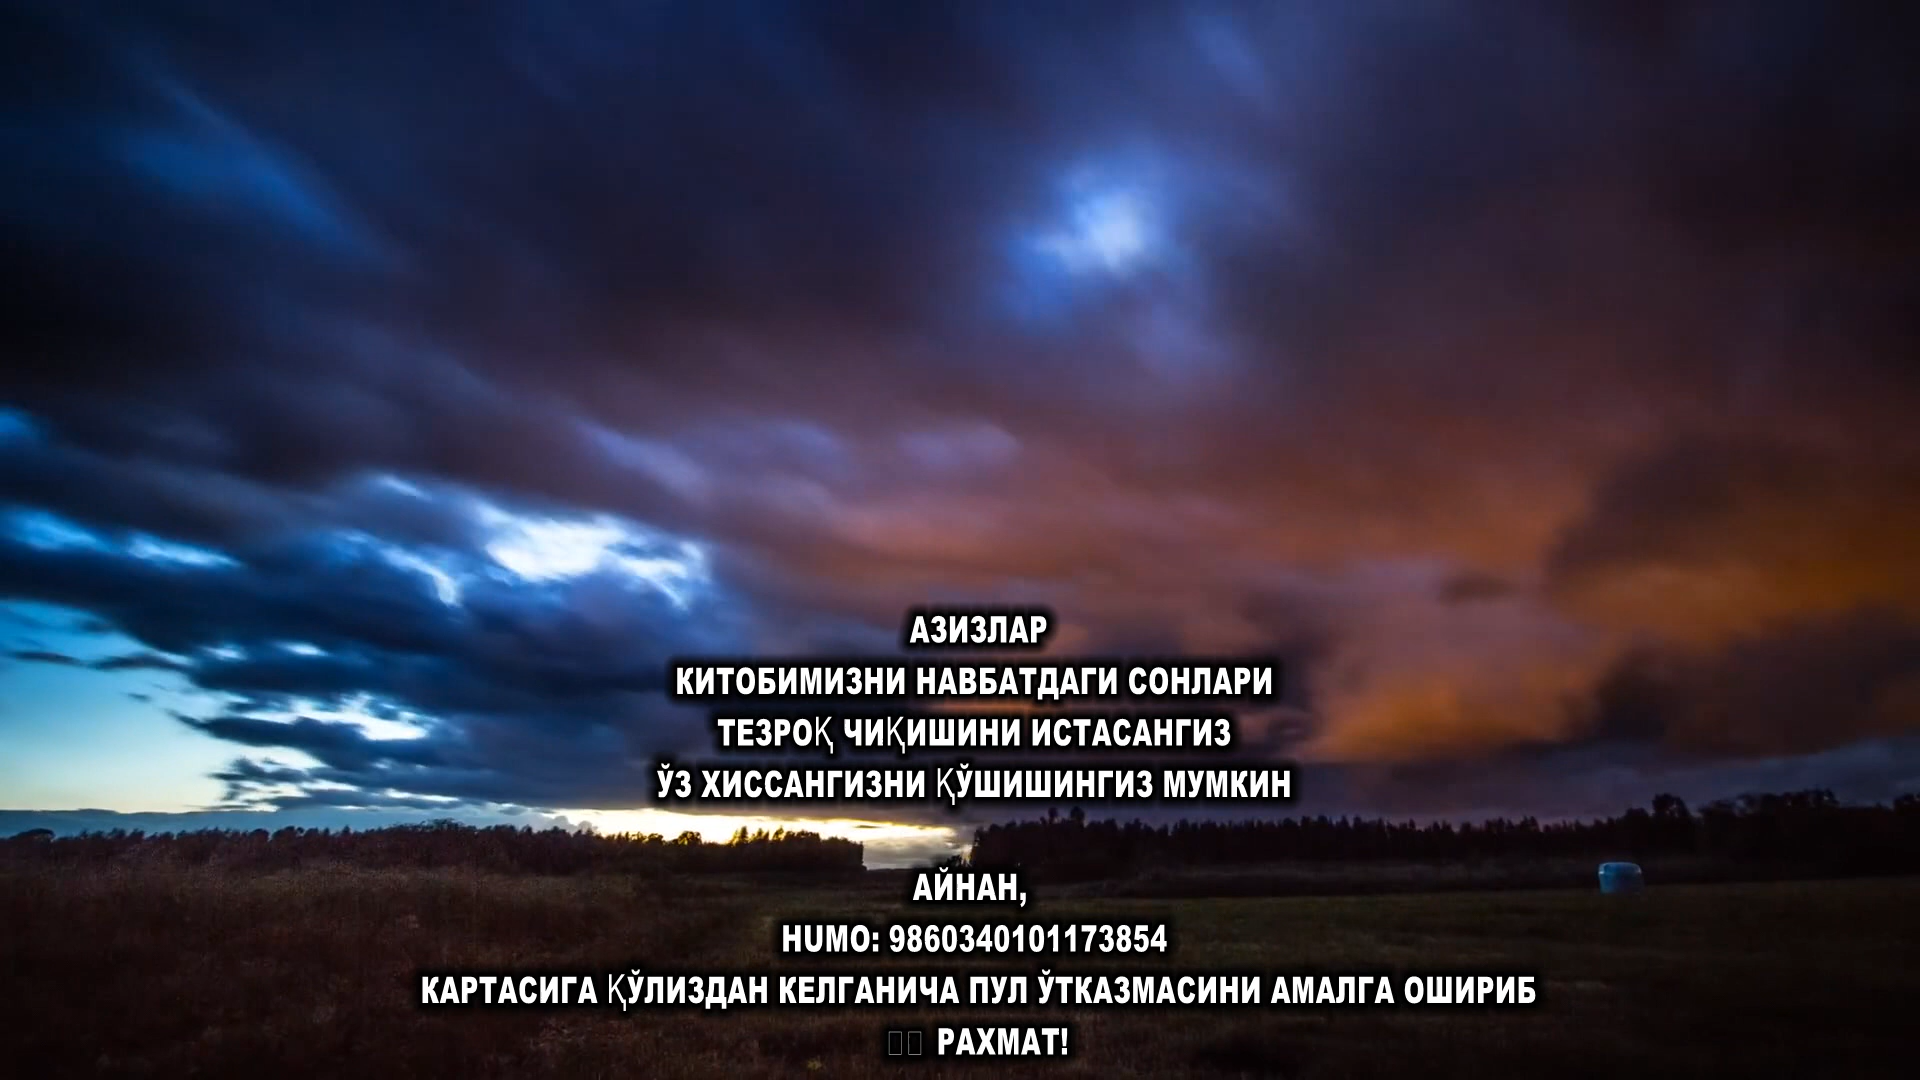 АЗИЗЛАР
КИТОБИМИЗНИ НАВБАТДАГИ СОНЛАРИ
ТЕЗРОҚ ЧИҚИШИНИ ИСТАСАНГИЗ
ЎЗ ХИССАНГИЗНИ ҚЎШИШИНГИЗ МУМКИН
АЙНАН,
HUMO: 9860340101173854
КАРТАСИГА ҚЎЛИЗДАН КЕЛГАНИЧА ПУЛ ЎТКАЗМАСИНИ АМАЛГА ОШИРИБ
РАХМАТ!